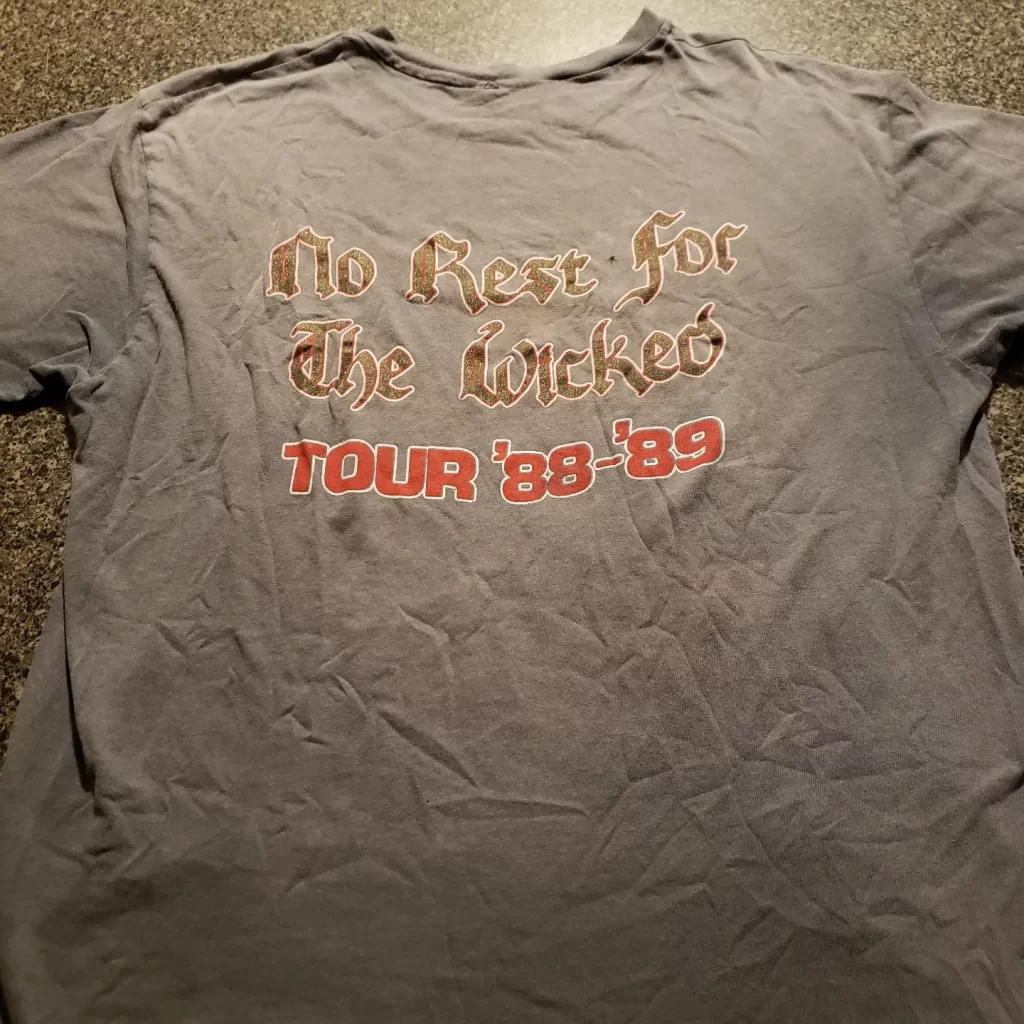 No Rest For
The Wicked
TOUR '88-'89